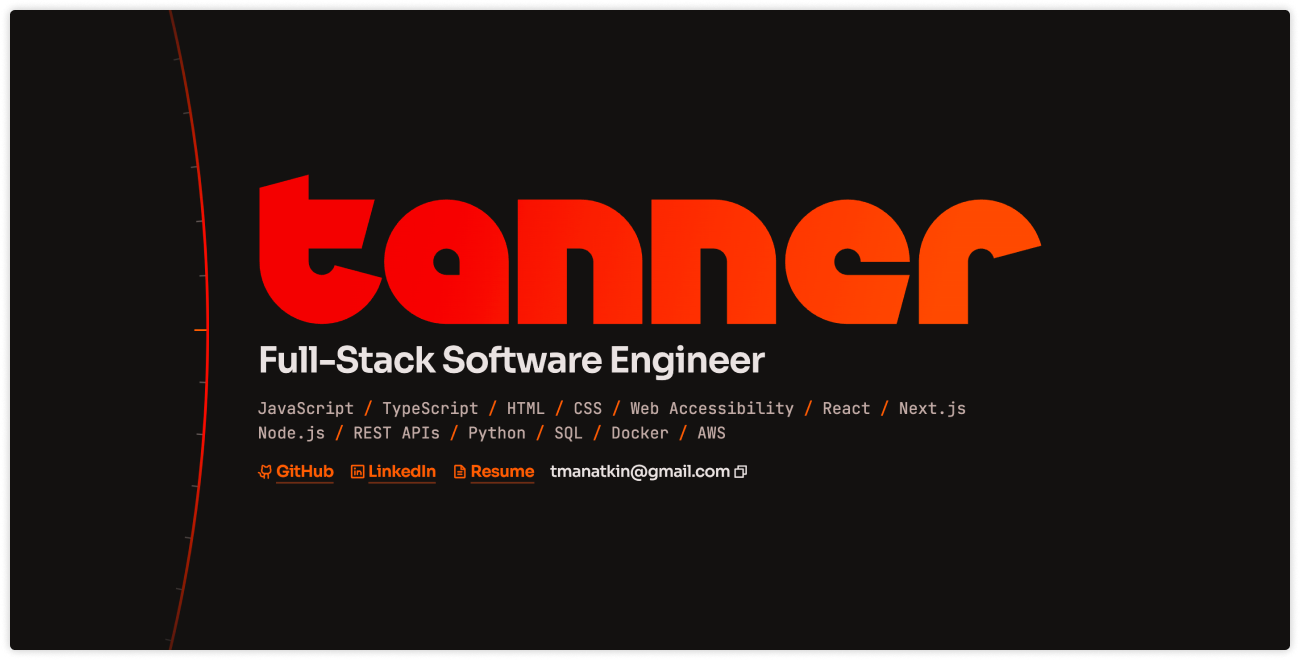 tanner
Full-Stack Software Engineer
JavaScript / TypeScript / HTML / CSS / Web Accessibility / React / Next.js
Node.js / REST APIs / Python / SQL / Docker / AWS
GitHub LinkedIn Resume tmanatkin@gmail.com